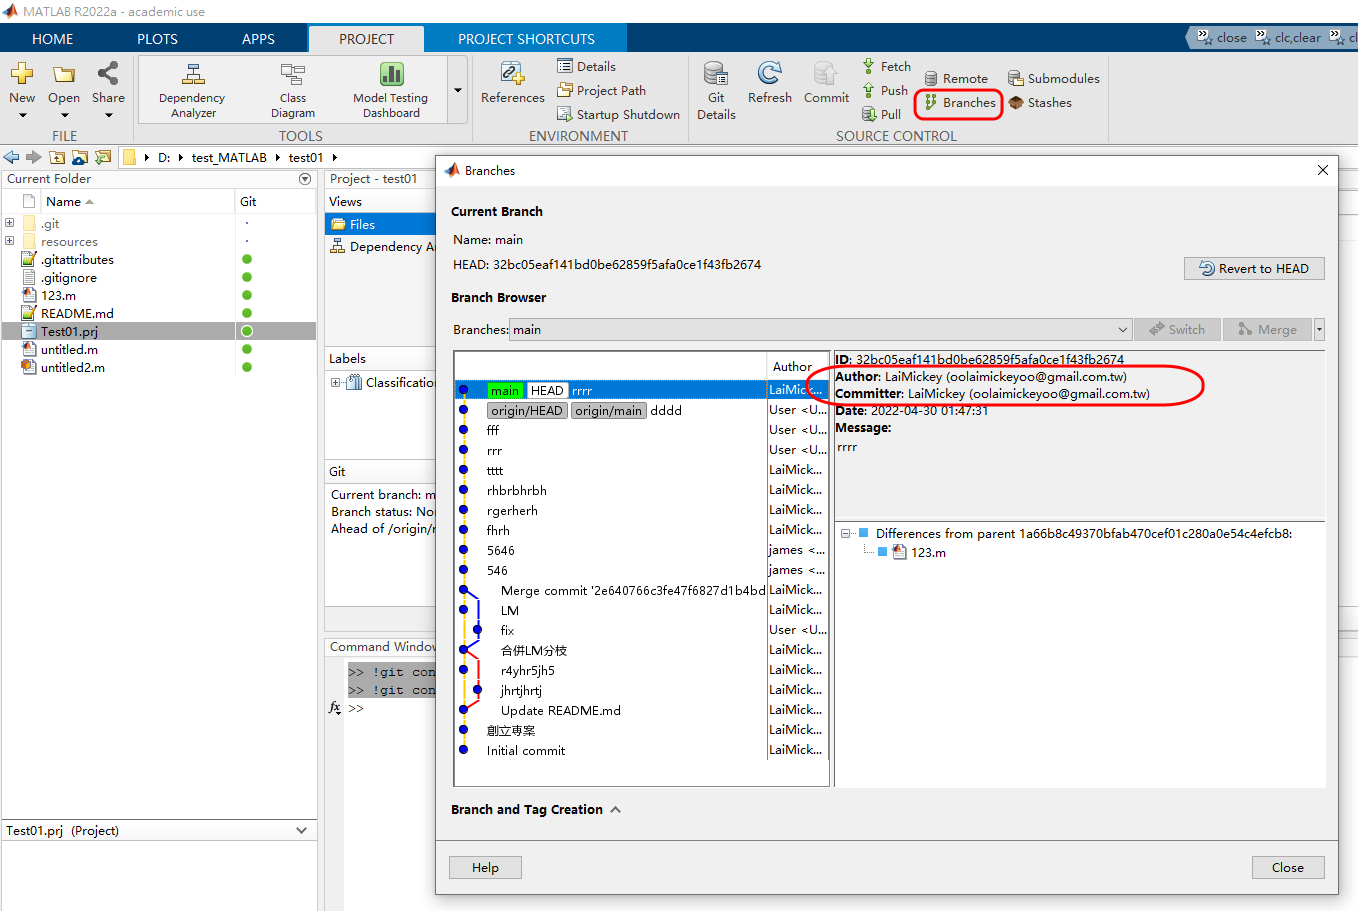 MATLAB R2022a - academic use
HOME PLOTS APPS PROJECT PROJECT SHORTCUTS close clc,clear cl
New Open Share
FILE
Dependency Analyzer
Class Diagram
Model Testing Dashboard
TOOLS
References
Details
Project Path
Startup Shutdown
ENVIRONMENT
Git Details
Refresh
Commit
Fetch
Push
Pull
Remote
Branches
Submodules
Stashes
SOURCE CONTROL
D: test_MATLAB test01
Current Folder
Name Git
.git
resources
.gitattributes
.gitignore
123.m
README.md
Test01.prj
untitled.m
untitled2.m
Test01.prj (Project)
Project - test01
Views
Files
Dependency A
Labels
Classificatio
Git
Current branch: m
Branch status: No
Ahead of /origin/
Command Windo
>> !git con
>> !git con
fx >>
Branches
Current Branch
Name: main
HEAD: 32bc05eaf141bd0be62859f5afa0ce1f43fb2674
Revert to HEAD
Branch Browser
Branches: main Switch Merge
Author
main HEAD rrrr LaiMick...
origin/HEAD origin/main dddd User <U...
fff User <U...
rrr User <U...
tttt LaiMick...
rhbrbhrbh LaiMick...
rgerherh LaiMick...
fhrh LaiMick...
5646 james <...
546 james <...
Merge commit '2e640766c3fe47f6827d1b4bd LaiMick...
LM LaiMick...
fix User <U...
合併LM分枝 LaiMick...
r4yhr5jh5 LaiMick...
jhrtjhrtj LaiMick...
Update README.md LaiMick...
創立專案 LaiMick...
Initial commit LaiMick...
ID: 32bc05eaf141bd0be62859f5afa0ce1f43fb2674
Author: LaiMickey (oolaimickeyoo@gmail.com.tw)
Committer: LaiMickey (oolaimickeyoo@gmail.com.tw)
Date: 2022-04-30 01:47:31
Message:
rrrr
Differences from parent 1a66b8c49370bfab470cef01c280a0e54c4efcb8:
123.m
Branch and Tag Creation
Help Close